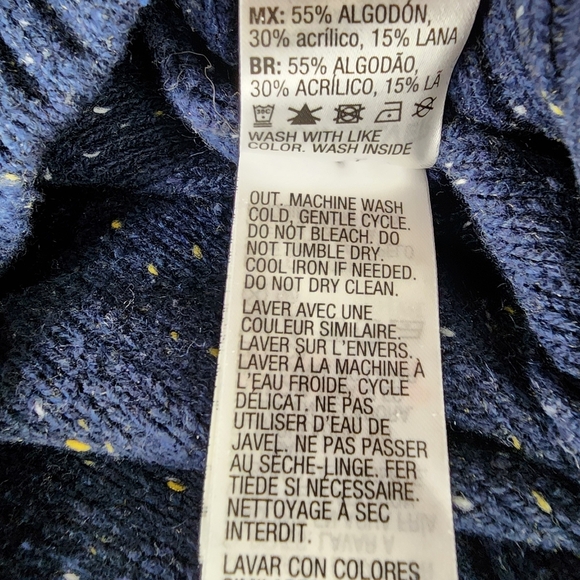 MX: 55% ALGODÓN,
30% acrílico, 15% LANA
BR: 55% ALGODÃO,
30% ACRÍLICO, 15% LÃ
WASH WITH LIKE
COLOR. WASH INSIDE
OUT. MACHINE WASH
COLD, GENTLE CYCLE.
DO NOT BLEACH. DO
NOT TUMBLE DRY.
COOL IRON IF NEEDED.
DO NOT DRY CLEAN.
LAVER AVEC UNE
COULEUR SIMILAIRE.
LAVER SUR L'ENVERS.
LAVER À LA MACHINE À
L'EAU FROIDE, CYCLE
DÉLICAT. NE PAS
UTILISER D'EAU DE
JAVEL. NE PAS PASSER
AU SÈCHE-LINGE. FER
TIÈDE SI NÉCESSAIRE.
NETTOYAGE À SEC
INTERDIT.
LAVAR CON COLORES